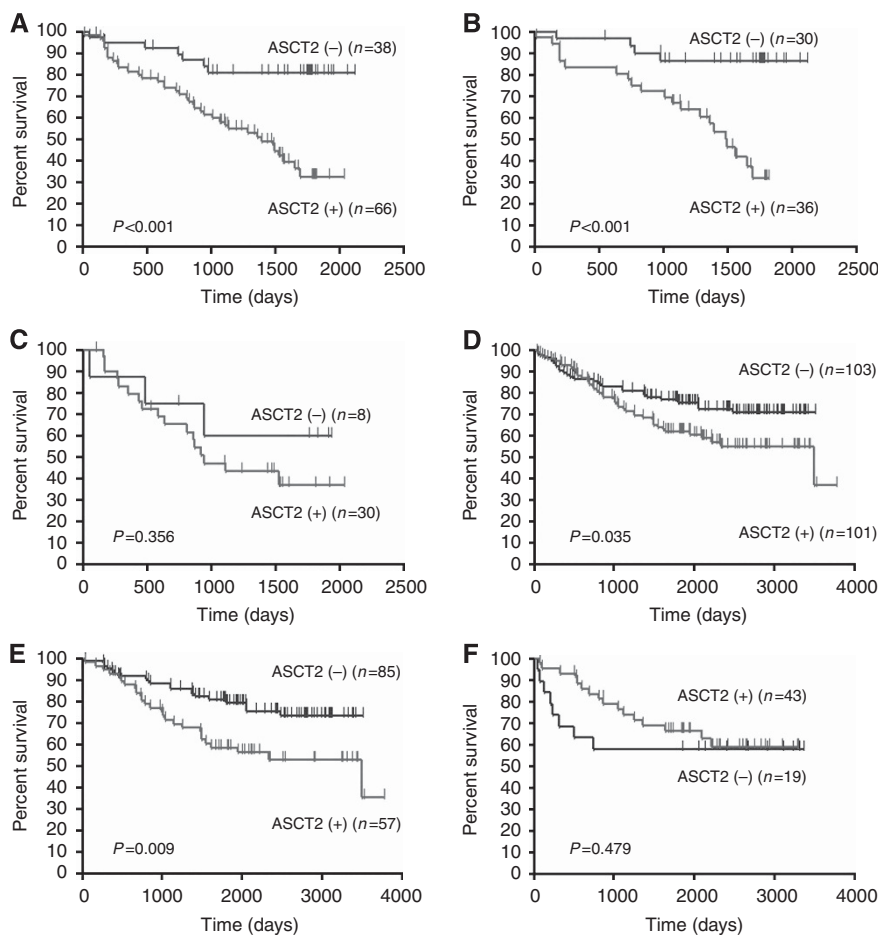 A
100
90
80
70
60
50
40
30
20
10
0
Percent survival
ASCT2 (–) (n=38)
ASCT2 (+) (n=66)
P<0.001
0 500 1000 1500 2000 2500
Time (days)
B
100
90
80
70
60
50
40
30
20
10
0
Percent survival
ASCT2 (–) (n=30)
ASCT2 (+) (n=36)
P<0.001
0 500 1000 1500 2000 2500
Time (days)
C
100
90
80
70
60
50
40
30
20
10
0
Percent survival
ASCT2 (–) (n=8)
ASCT2 (+) (n=30)
P=0.356
0 500 1000 1500 2000 2500
Time (days)
D
100
90
80
70
60
50
40
30
20
10
0
Percent survival
ASCT2 (–) (n=103)
ASCT2 (+) (n=101)
P=0.035
0 1000 2000 3000 4000
Time (days)
E
100
90
80
70
60
50
40
30
20
10
0
Percent survival
ASCT2 (–) (n=85)
ASCT2 (+) (n=57)
P=0.009
0 1000 2000 3000 4000
Time (days)
F
100
90
80
70
60
50
40
30
20
10
0
Percent survival
ASCT2 (+) (n=43)
ASCT2 (–) (n=19)
P=0.479
0 1000 2000 3000 4000
Time (days)